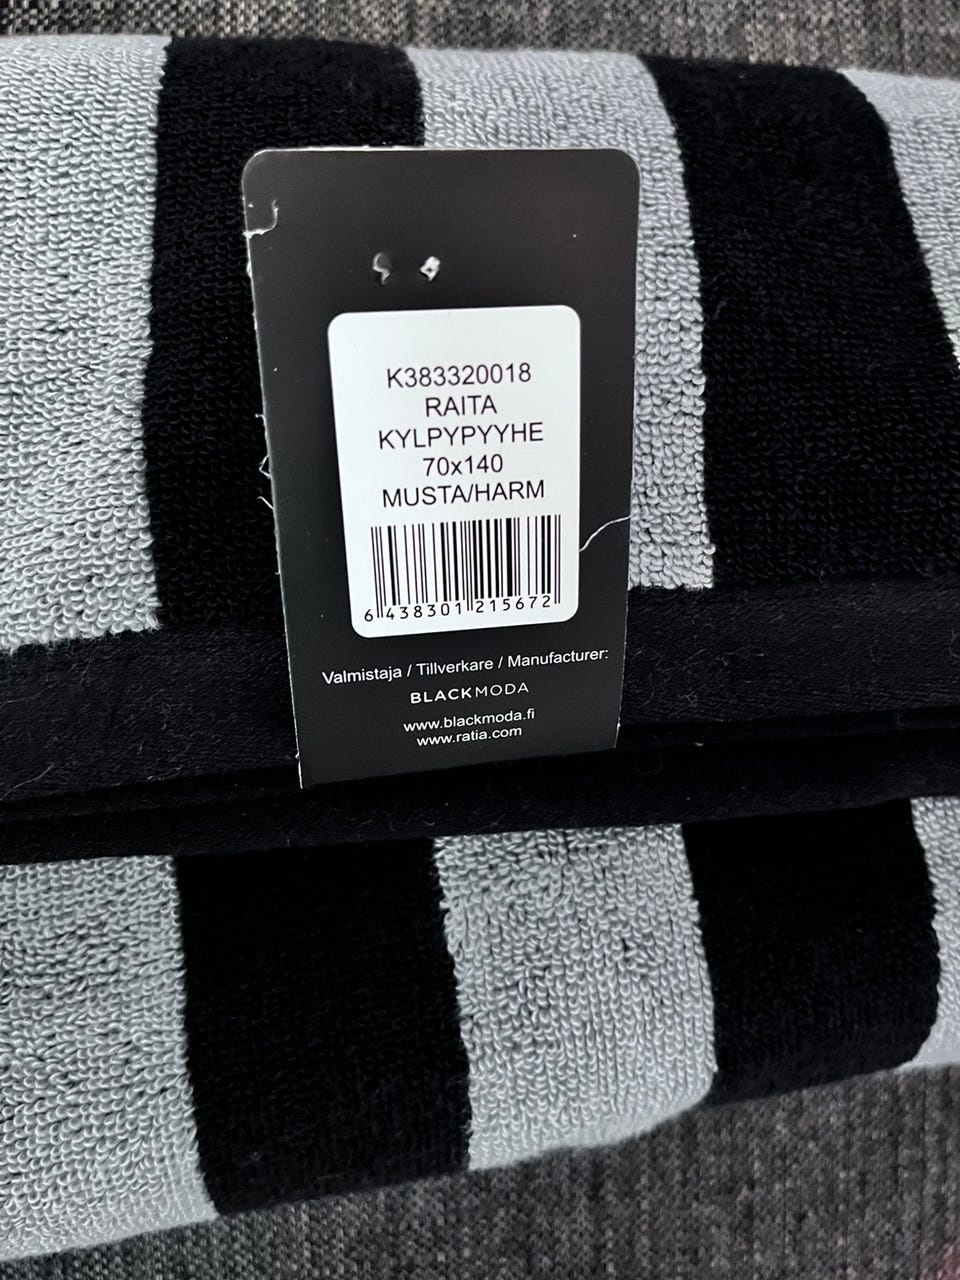 K383320018
RAITA
KYLPYPYYHE
70x140
MUSTA/HARM
6 438301 215672
Valmistaja / Tillverkare / Manufacturer:
BLACKMODA
www.blackmoda.fi
www.ratia.com